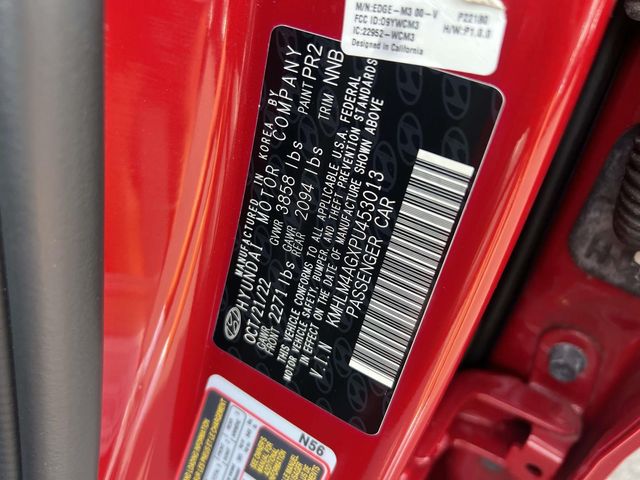 M/N:EDGE-M3 00-V P22180
FCC ID:O9YWCM3 H/W:P1.0.0
IC:22952-WCM3
Designed in California
MANUFACTURED IN KOREA BY
HYUNDAI MOTOR COMPANY
OCT/21/22 GVWR 3858 lbs PAINT PR2
GAWR FRONT 2271 lbs GAWR REAR 2094 lbs TRIM NNB
THIS VEHICLE CONFORMS TO ALL APPLICABLE U.S.A. FEDERAL
MOTOR VEHICLE SAFETY, BUMPER, AND THEFT PREVENTION STANDARDS
IN EFFECT ON THE DATE OF MANUFACTURE SHOWN ABOVE.
V.I.N KMHLM4AGXPU453013
PASSENGER CAR
N56